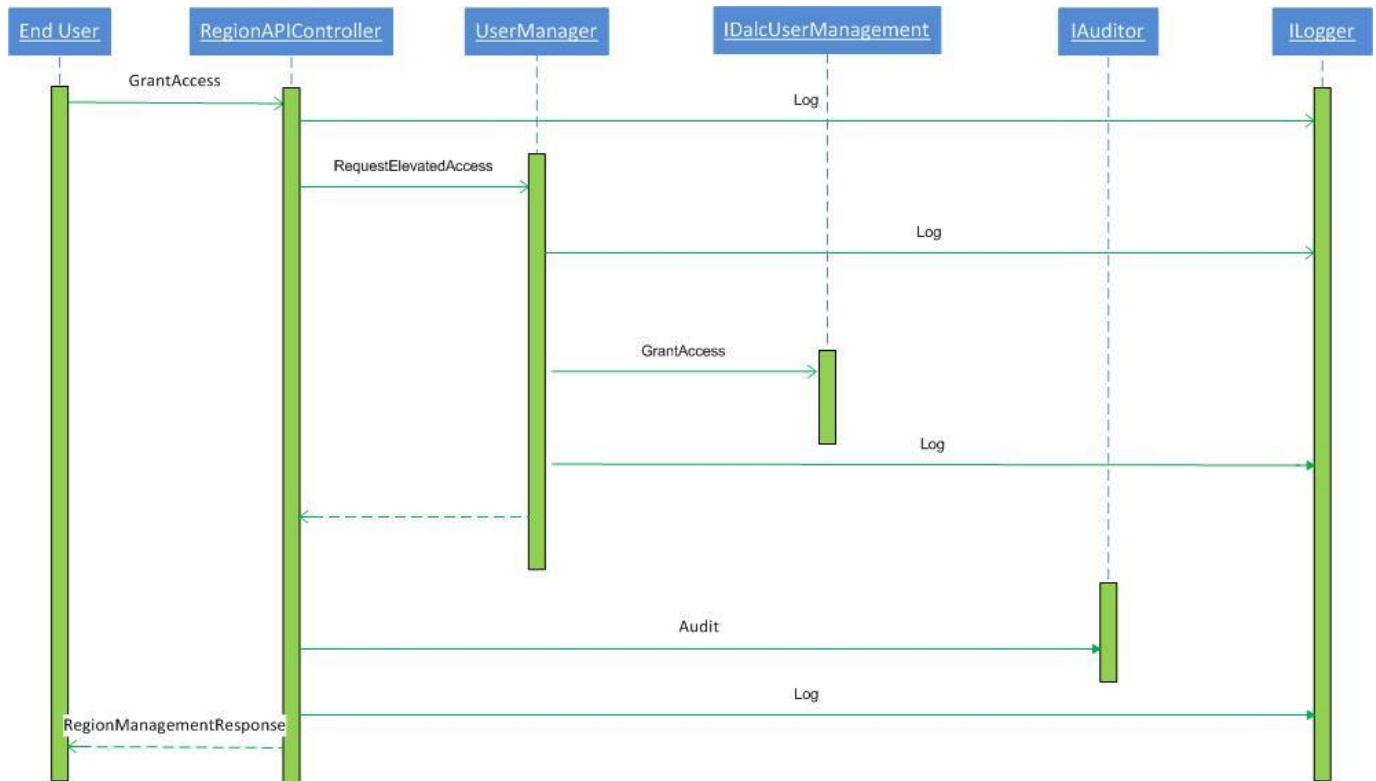 End User
RegionAPIController
UserManager
IDalcUserManagement
IAuditor
ILogger
GrantAccess
Log
RequestElevatedAccess
Log
GrantAccess
Log
Audit
Log
RegionManagementResponse